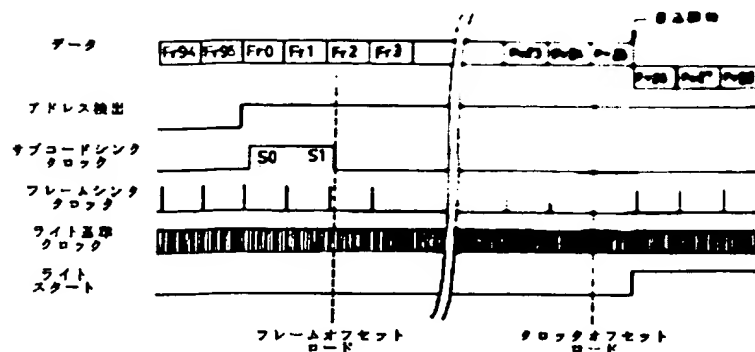 データ
Fr94 Fr95 Fr0 Fr1 Fr2 Fr3
アドレス検出
サブコードシンク
クロック
S0 S1
フレームシンク
クロック
ライト基準
クロック
ライト
スタート
フレームオフセット
ロード
クロックオフセット
ロード